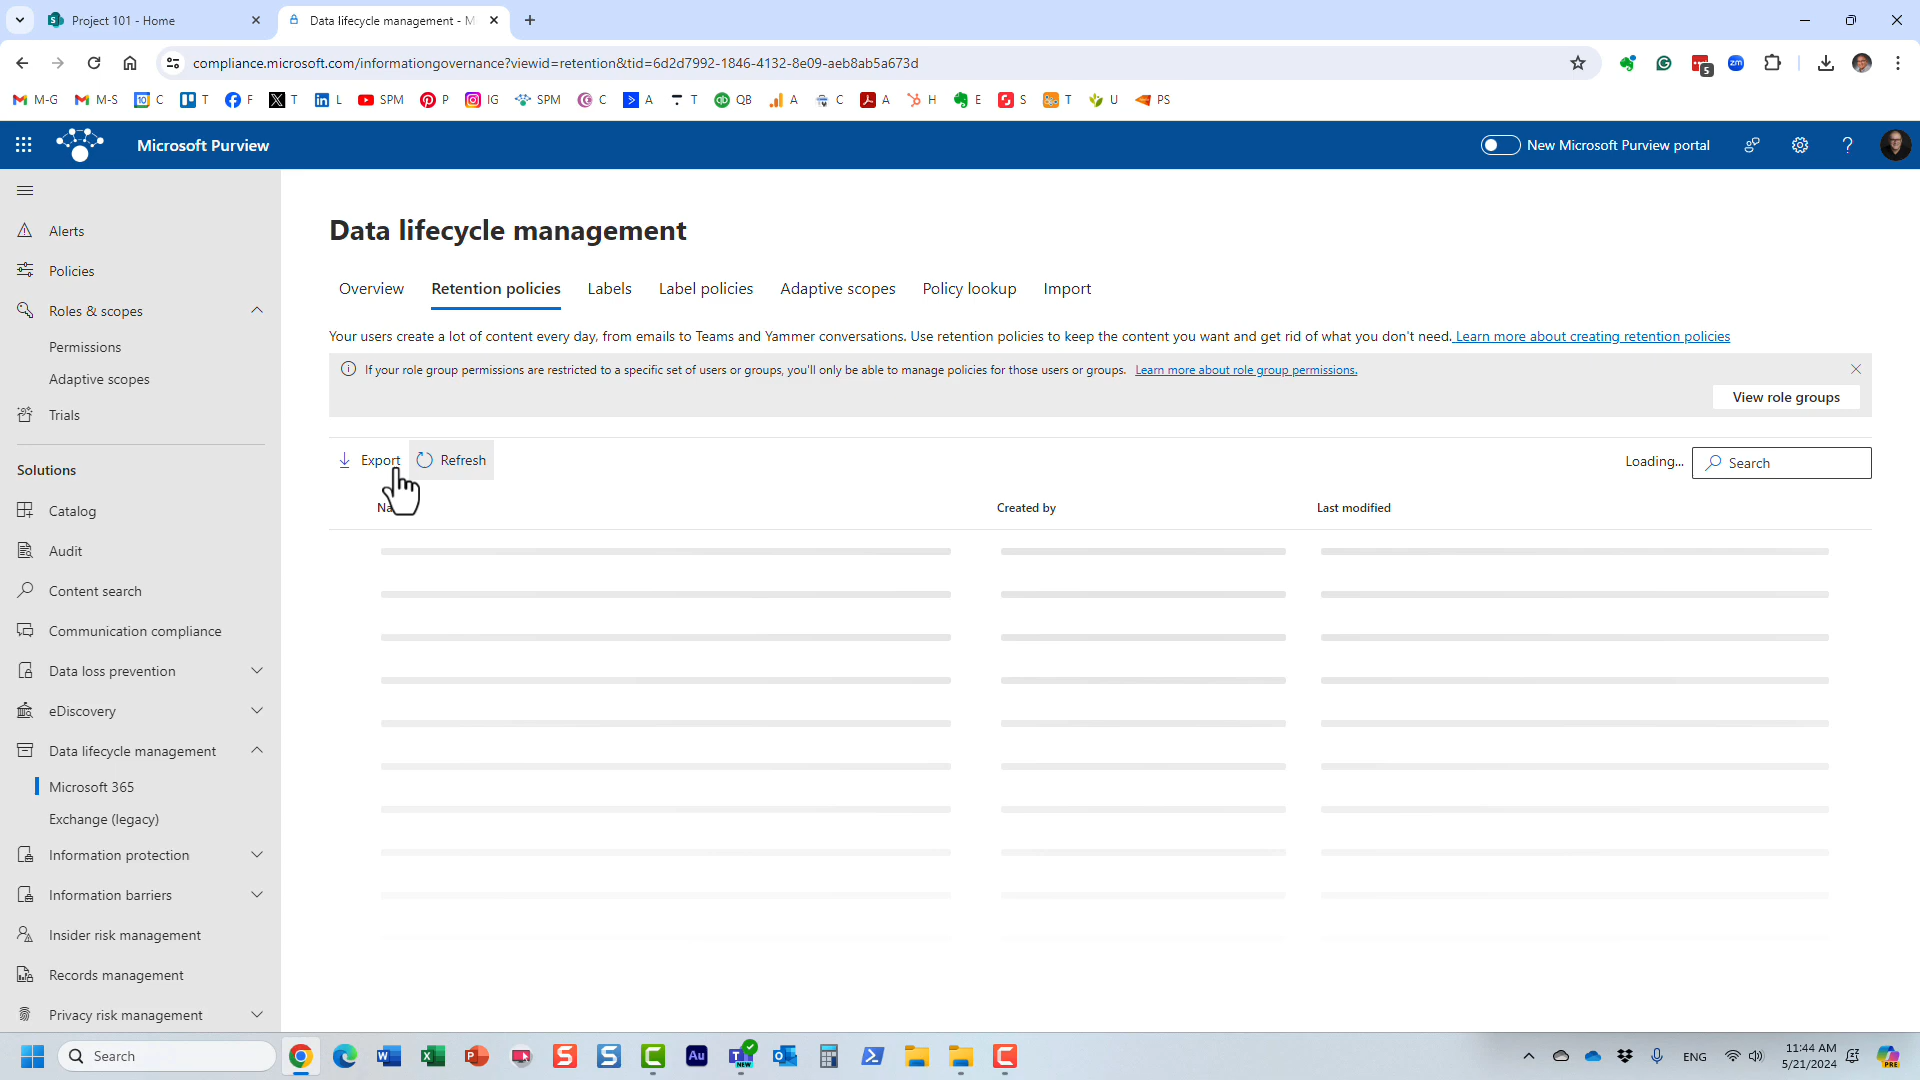 Project 101 - Home
Data lifecycle management - M
compliance.microsoft.com/informationgovernance?viewid=retention&tid=6d2d7992-1846-4132-8e09-aeb8ab5a673d
5
zm
M-G
M-S
10 C
T
F
T
L
SPM
P
IG
SPM
C
A
T
QB
A
C
A
H
E
S
T
U
PS
Microsoft Purview
New Microsoft Purview portal
Alerts
Policies
Roles & scopes
Permissions
Adaptive scopes
Trials
Solutions
Catalog
Audit
Content search
Communication compliance
Data loss prevention
eDiscovery
Data lifecycle management
Microsoft 365
Exchange (legacy)
Information protection
Information barriers
Insider risk management
Records management
Privacy risk management
Data lifecycle management
Overview
Retention policies
Labels
Label policies
Adaptive scopes
Policy lookup
Import
Your users create a lot of content every day, from emails to Teams and Yammer conversations. Use retention policies to keep the content you want and get rid of what you don't need. Learn more about creating retention policies
If your role group permissions are restricted to a specific set of users or groups, you'll only be able to manage policies for those users or groups. Learn more about role group permissions.
View role groups
Export
Refresh
Loading...
Search
Na
Created by
Last modified
Search
Au
NEW
ENG
11:44 AM
5/21/2024
PRE